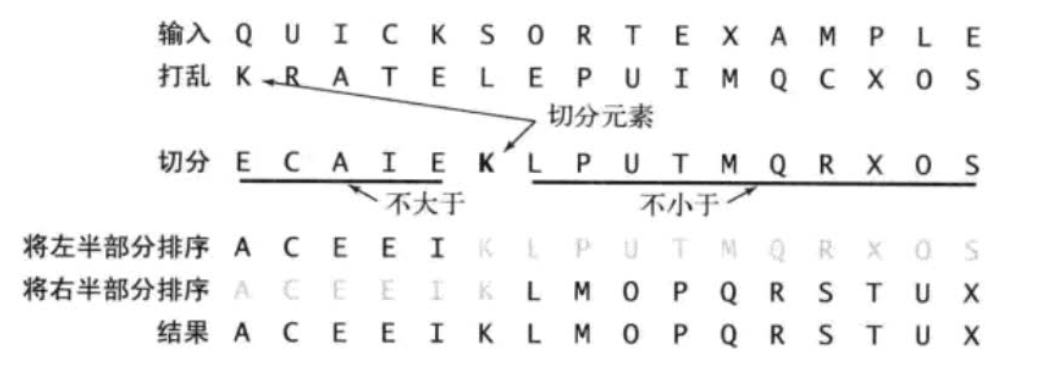 输入 Q U I C K S O R T E X A M P L E
打乱 K R A T E L E P U I M Q C X O S
切分元素
切分 E C A I E K L P U T M Q R X O S
不大于 不小于
将左半部分排序 A C E E I K L P U T M Q R X O S
将右半部分排序 A C E E I K L M O P Q R S T U X
结果 A C E E I K L M O P Q R S T U X